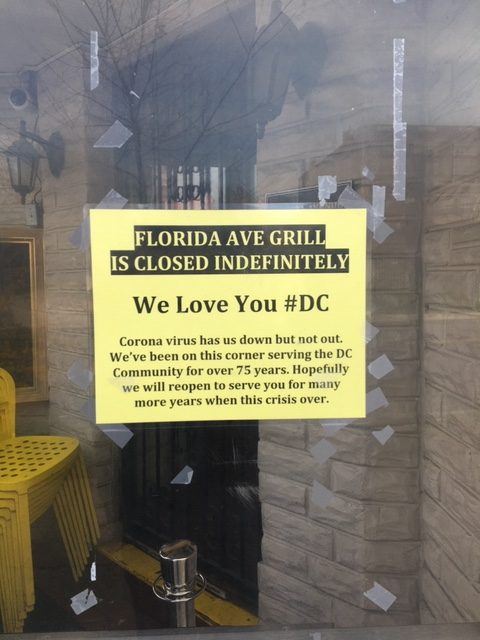 FLORIDA AVE GRILL
IS CLOSED INDEFINITELY
We Love You #DC
Corona virus has us down but not out.
We've been on this corner serving the DC
Community for over 75 years. Hopefully
we will reopen to serve you for many
more years when this crisis over.